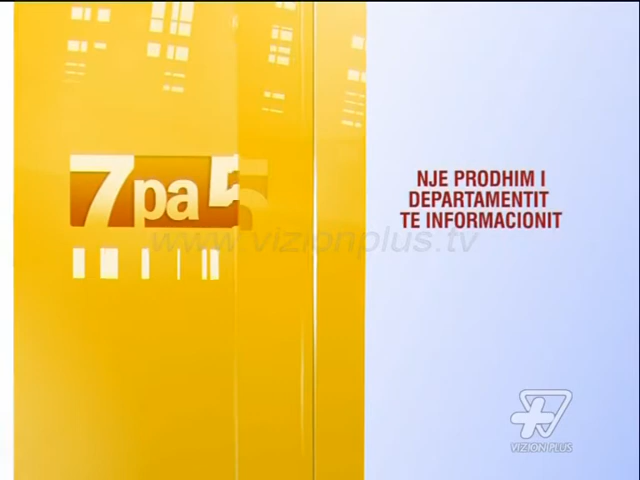 7pa5
NJE PRODHIM I
DEPARTAMENTIT
TE INFORMACIONIT
www.vizionplus.tv
VIZION PLUS